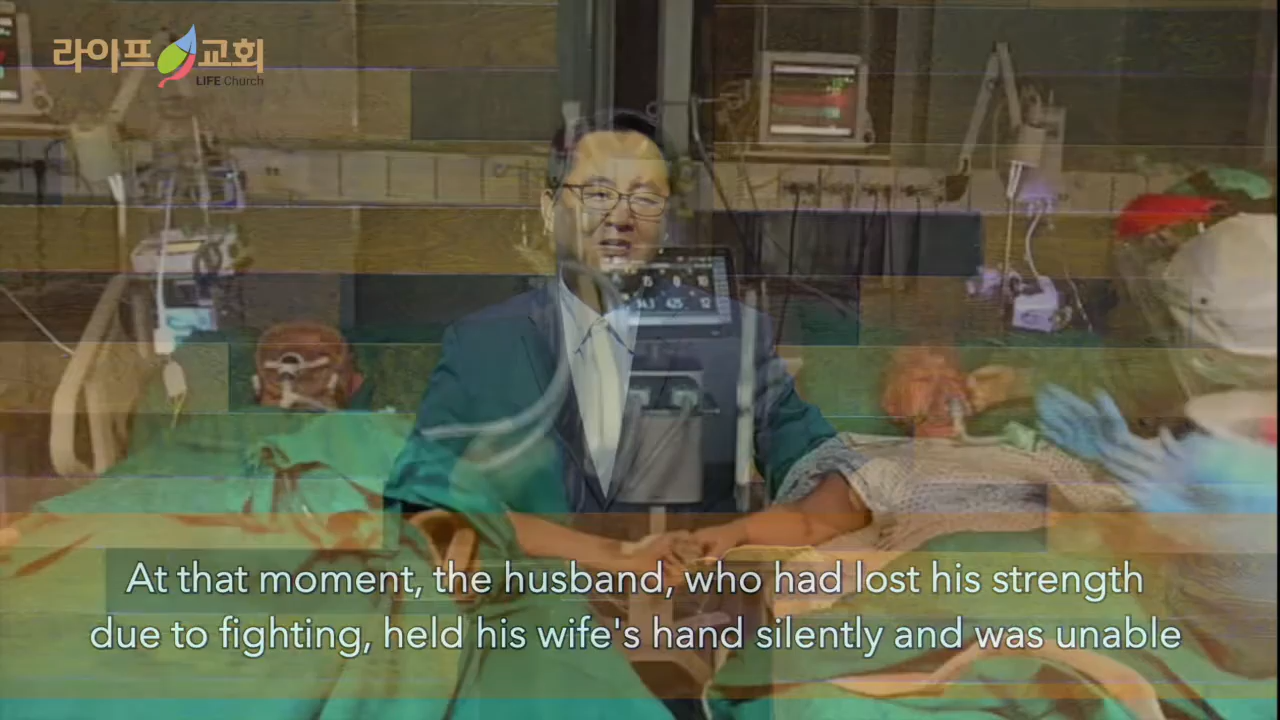 라이프 교회
LIFE Church
At that moment, the husband, who had lost his strength
due to fighting, held his wife's hand silently and was unable